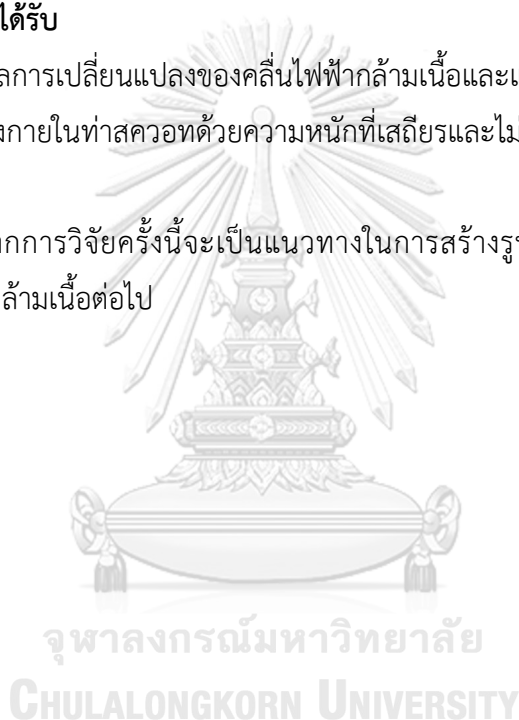 ได้รับ
ลการเปลี่ยนแปลงของคลื่นไฟฟ้ากล้ามเนื้อและแ
งกายในท่าสควอทด้วยความหนักที่เสถียรและไม่
ากการวิจัยครั้งนี้จะเป็นแนวทางในการสร้างรูป
ล้ามเนื้อต่อไป
จุฬาลงกรณ์มหาวิทยาลัย
CHULALONGKORN UNIVERSITY